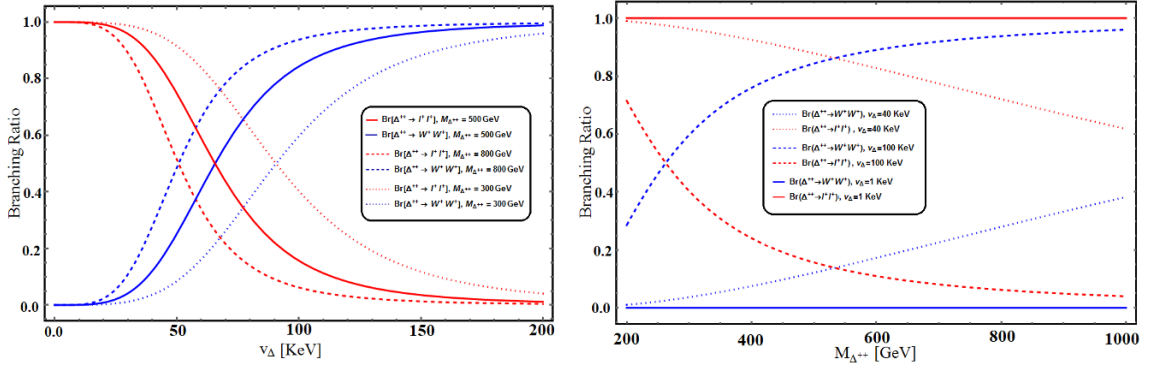 Branching Ratio
1.0
0.8
0.6
0.4
0.2
0.0
0.0
50
100
150
200
v_Δ [KeV]
Br[Δ⁺⁺ → l⁺ l⁺], M_Δ⁺⁺ = 500 GeV
Br[Δ⁺⁺ → W⁺ W⁺], M_Δ⁺⁺ = 500 GeV
Br[Δ⁺⁺ → l⁺ l⁺], M_Δ⁺⁺ = 800 GeV
Br[Δ⁺⁺ → W⁺ W⁺], M_Δ⁺⁺ = 800 GeV
Br[Δ⁺⁺ → l⁺ l⁺], M_Δ⁺⁺ = 300 GeV
Br[Δ⁺⁺ → W⁺ W⁺], M_Δ⁺⁺ = 300 GeV
Branching Ratio
1.0
0.8
0.6
0.4
0.2
0.0
200
400
600
800
1000
M_Δ⁺⁺ [GeV]
Br(Δ⁺⁺→W⁺W⁺), v_Δ=40 KeV
Br(Δ⁺⁺→l⁺l⁺), v_Δ=40 KeV
Br(Δ⁺⁺→W⁺W⁺), v_Δ=100 KeV
Br(Δ⁺⁺→l⁺l⁺), v_Δ=100 KeV
Br(Δ⁺⁺→W⁺W⁺), v_Δ=1 KeV
Br(Δ⁺⁺→l⁺l⁺), v_Δ=1 KeV